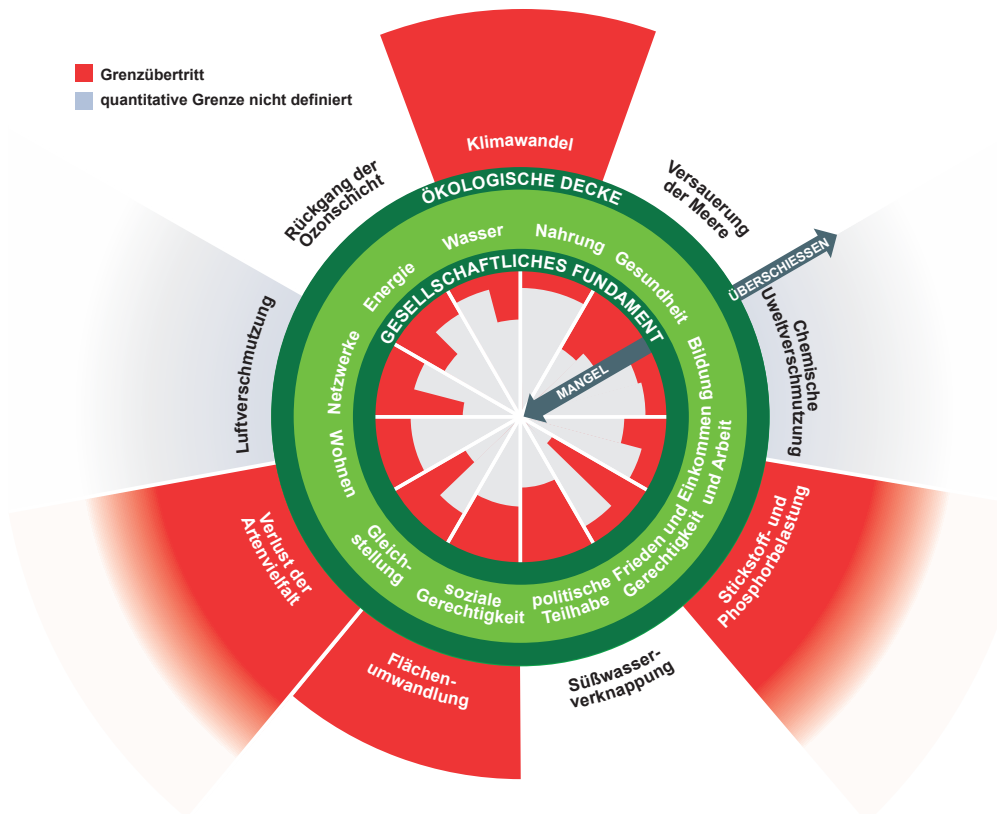 Grenzübertritt
quantitative Grenze nicht definiert
Klimawandel
ÖKOLOGISCHE DECKE
Rückgang der
Ozonschicht
Versauerung
der Meere
Wasser
Nahrung
Energie
Gesundheit
GESELLSCHAFTLICHES FUNDAMENT
ÜBERSCHIESSEN
MANGEL
Netzwerke
Bildung
Luftverschmutzung
Chemische
Uweltverschmutzung
Wohnen
Einkommen
und Arbeit
Gleich-
stellung
soziale
Gerechtigkeit
politische
Teilhabe
Frieden und
Gerechtigkeit
Verlust der
Artenvielfalt
Stickstoff- und
Phosphorbelastung
Flächen-
umwandlung
Süßwasser-
verknappung